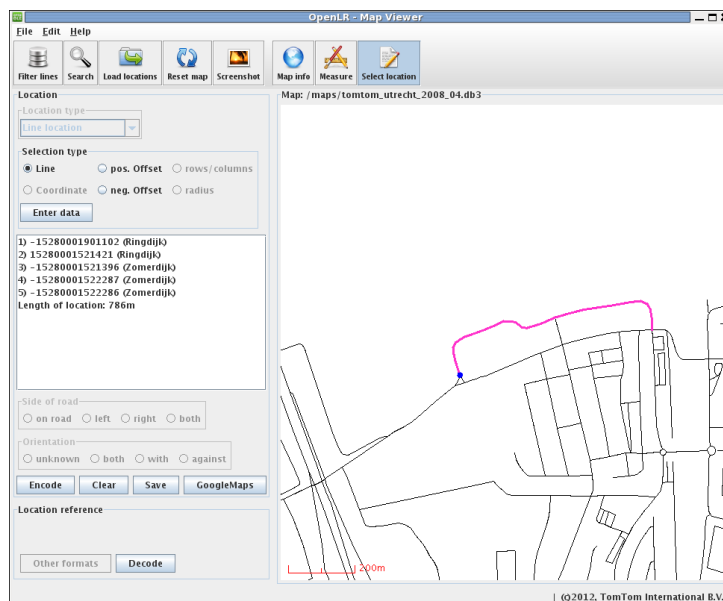 OpenLR - Map Viewer
File Edit Help
Filter lines Search Load locations Reset map Screenshot Map info Measure Select location
Location
Location type
Line location
Selection type
Line pos. Offset rows/columns
Coordinate neg. Offset radius
Enter data
1) -15280001901102 (Ringdijk)
2) 15280001521421 (Ringdijk)
3) -15280001521396 (Zomerdijk)
4) -15280001522287 (Zomerdijk)
5) -15280001522286 (Zomerdijk)
Length of location: 786m
Side of road
on road left right both
Orientation
unknown both with against
Encode Clear Save GoogleMaps
Location reference
Other formats Decode
Map: /maps/tomtom_utrecht_2008_04.db3
200m
| (c)2012, TomTom International B.V.